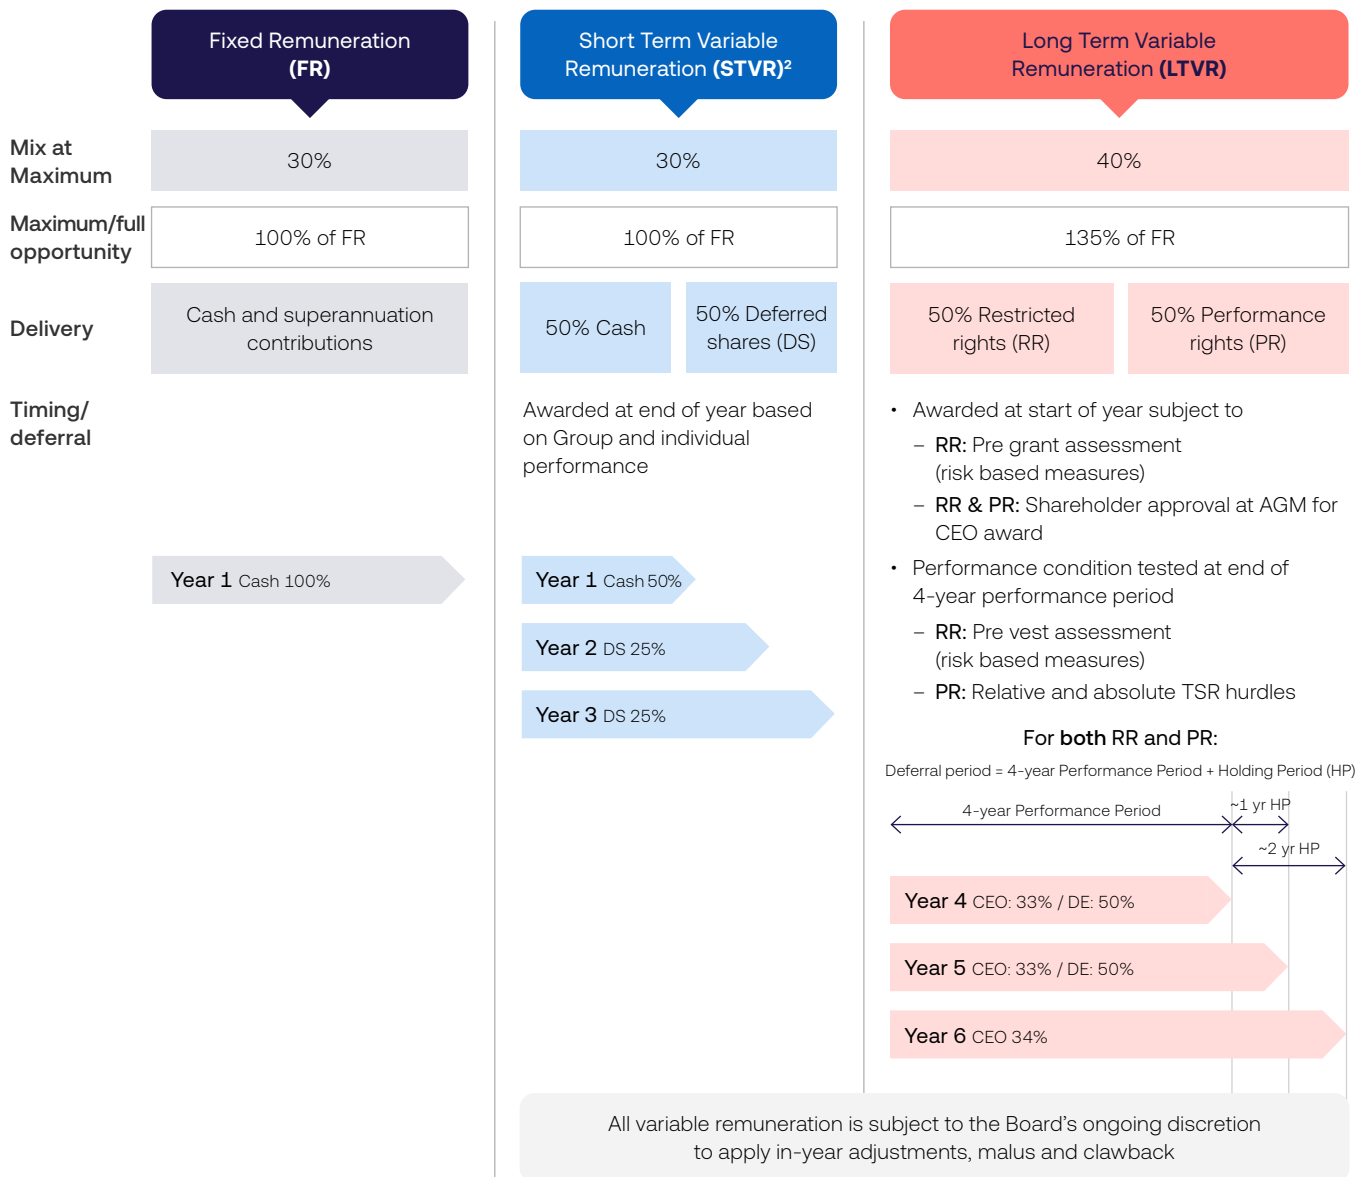 Fixed Remuneration
(FR)
Short Term Variable
Remuneration (STVR)²
Long Term Variable
Remuneration (LTVR)
Mix at
Maximum
30%
30%
40%
Maximum/full
opportunity
100% of FR
100% of FR
135% of FR
Delivery
Cash and superannuation
contributions
50% Cash
50% Deferred
shares (DS)
50% Restricted
rights (RR)
50% Performance
rights (PR)
Timing/
deferral
Year 1 Cash 100%
Awarded at end of year based
on Group and individual
performance
Year 1 Cash 50%
Year 2 DS 25%
Year 3 DS 25%
• Awarded at start of year subject to
– RR: Pre grant assessment
(risk based measures)
– RR & PR: Shareholder approval at AGM for
CEO award
• Performance condition tested at end of
4-year performance period
– RR: Pre vest assessment
(risk based measures)
– PR: Relative and absolute TSR hurdles
For both RR and PR:
Deferral period = 4-year Performance Period + Holding Period (HP)
4-year Performance Period
~1 yr HP
~2 yr HP
Year 4 CEO: 33% / DE: 50%
Year 5 CEO: 33% / DE: 50%
Year 6 CEO 34%
All variable remuneration is subject to the Board’s ongoing discretion
to apply in-year adjustments, malus and clawback